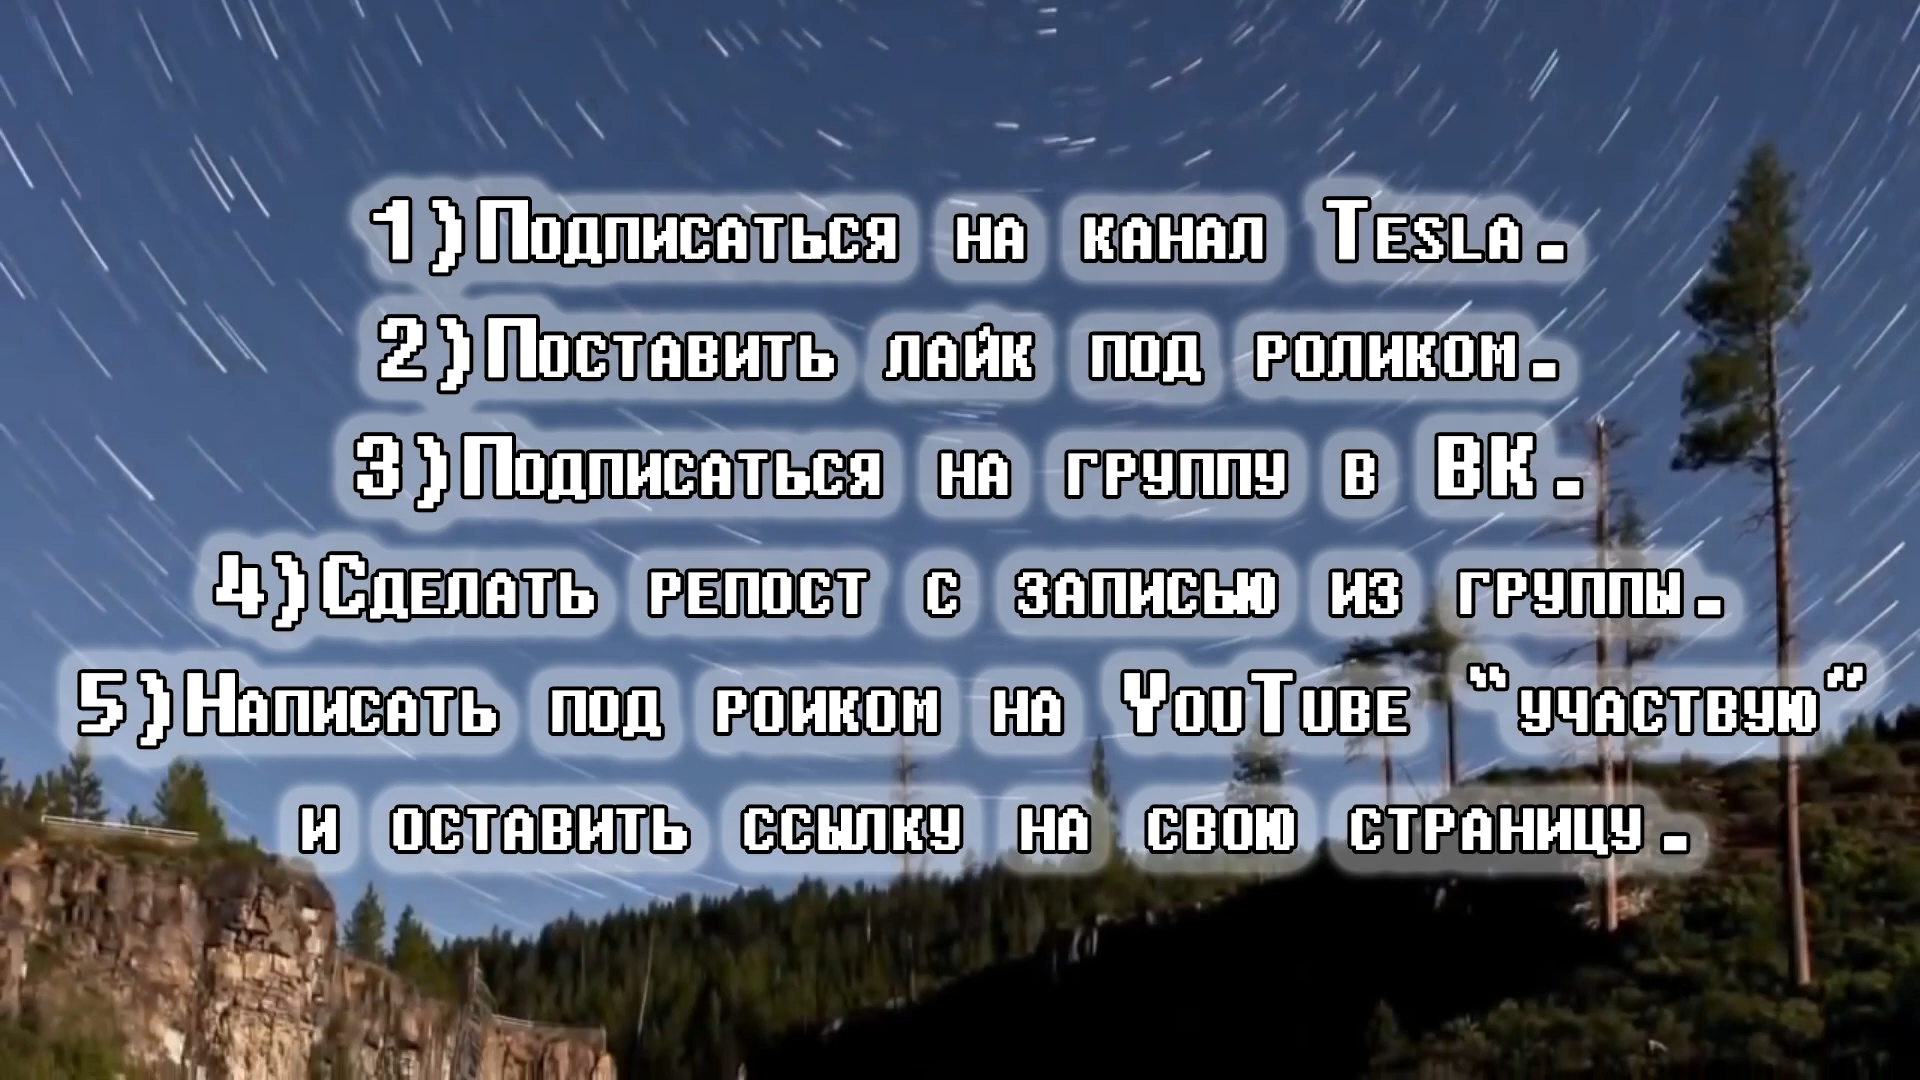 1)Подписаться на канал Tesla.
2)Поставить лайк под роликом.
3)Подписаться на группу в ВК.
4)Сделать репост с записью из группы.
5)Написать под роиком на YouTube "участвую"
и оставить ссылку на свою страницу.